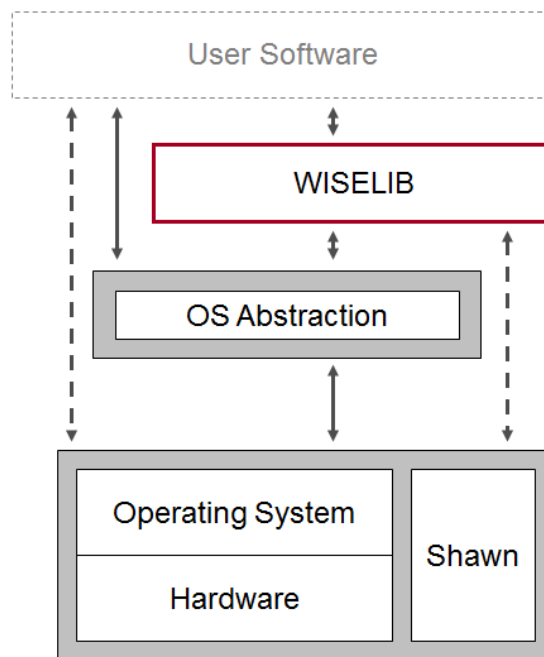 User Software
WISELIB
OS Abstraction
Operating System
Shawn
Hardware